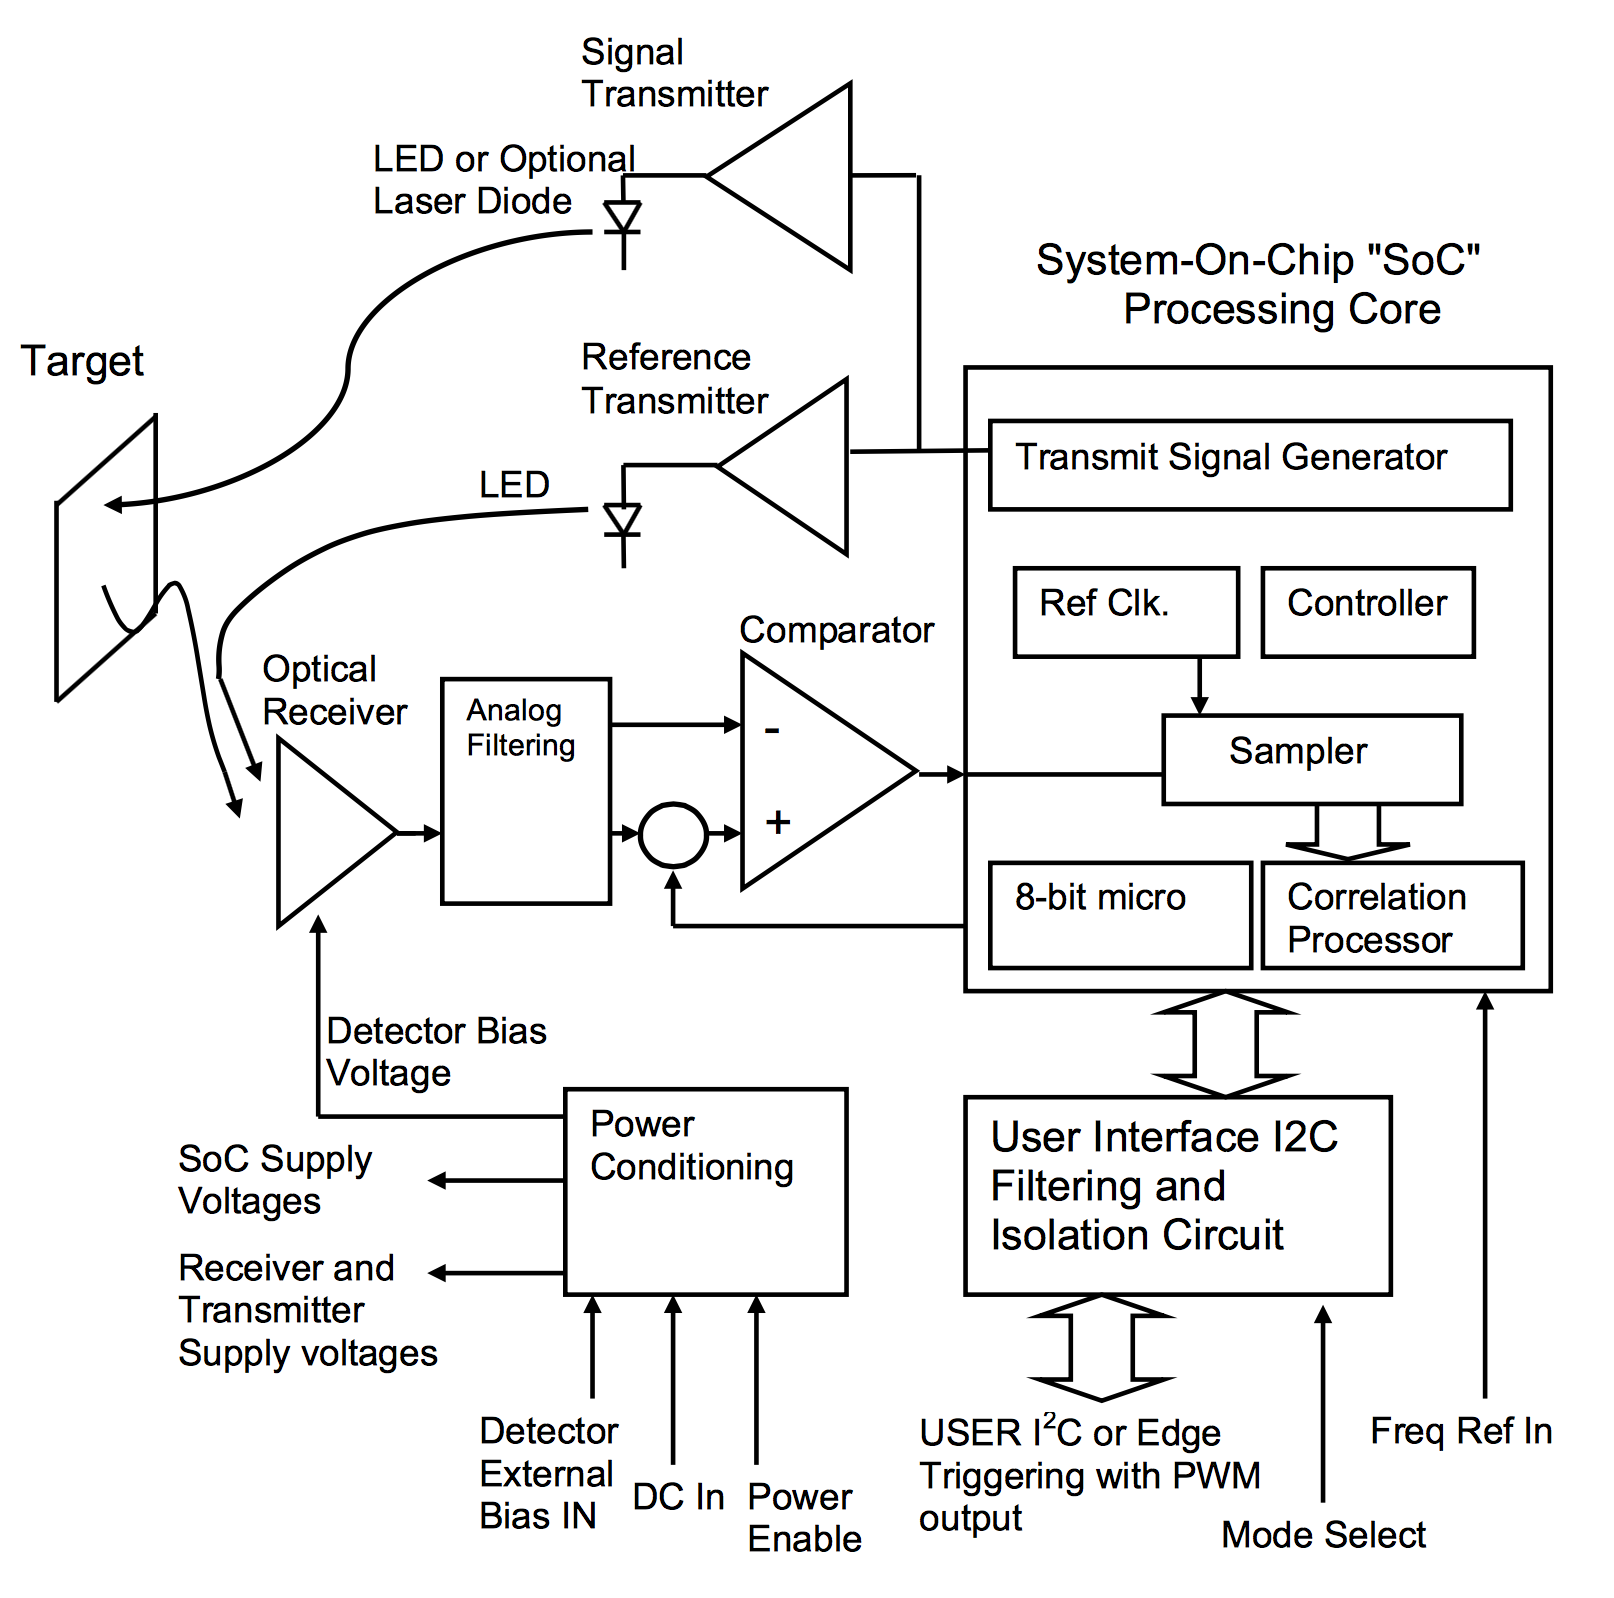 Signal
Transmitter
LED or Optional
Laser Diode
System-On-Chip "SoC"
Processing Core
Target
Reference
Transmitter
LED
Transmit Signal Generator
Ref Clk.
Controller
Comparator
Optical
Receiver
Analog
Filtering
-
+
Sampler
8-bit micro
Correlation
Processor
Detector Bias
Voltage
Power
Conditioning
SoC Supply
Voltages
Receiver and
Transmitter
Supply voltages
User Interface I2C
Filtering and
Isolation Circuit
Detector
External
Bias IN
DC In
Power
Enable
USER I²C or Edge
Triggering with PWM
output
Mode Select
Freq Ref In